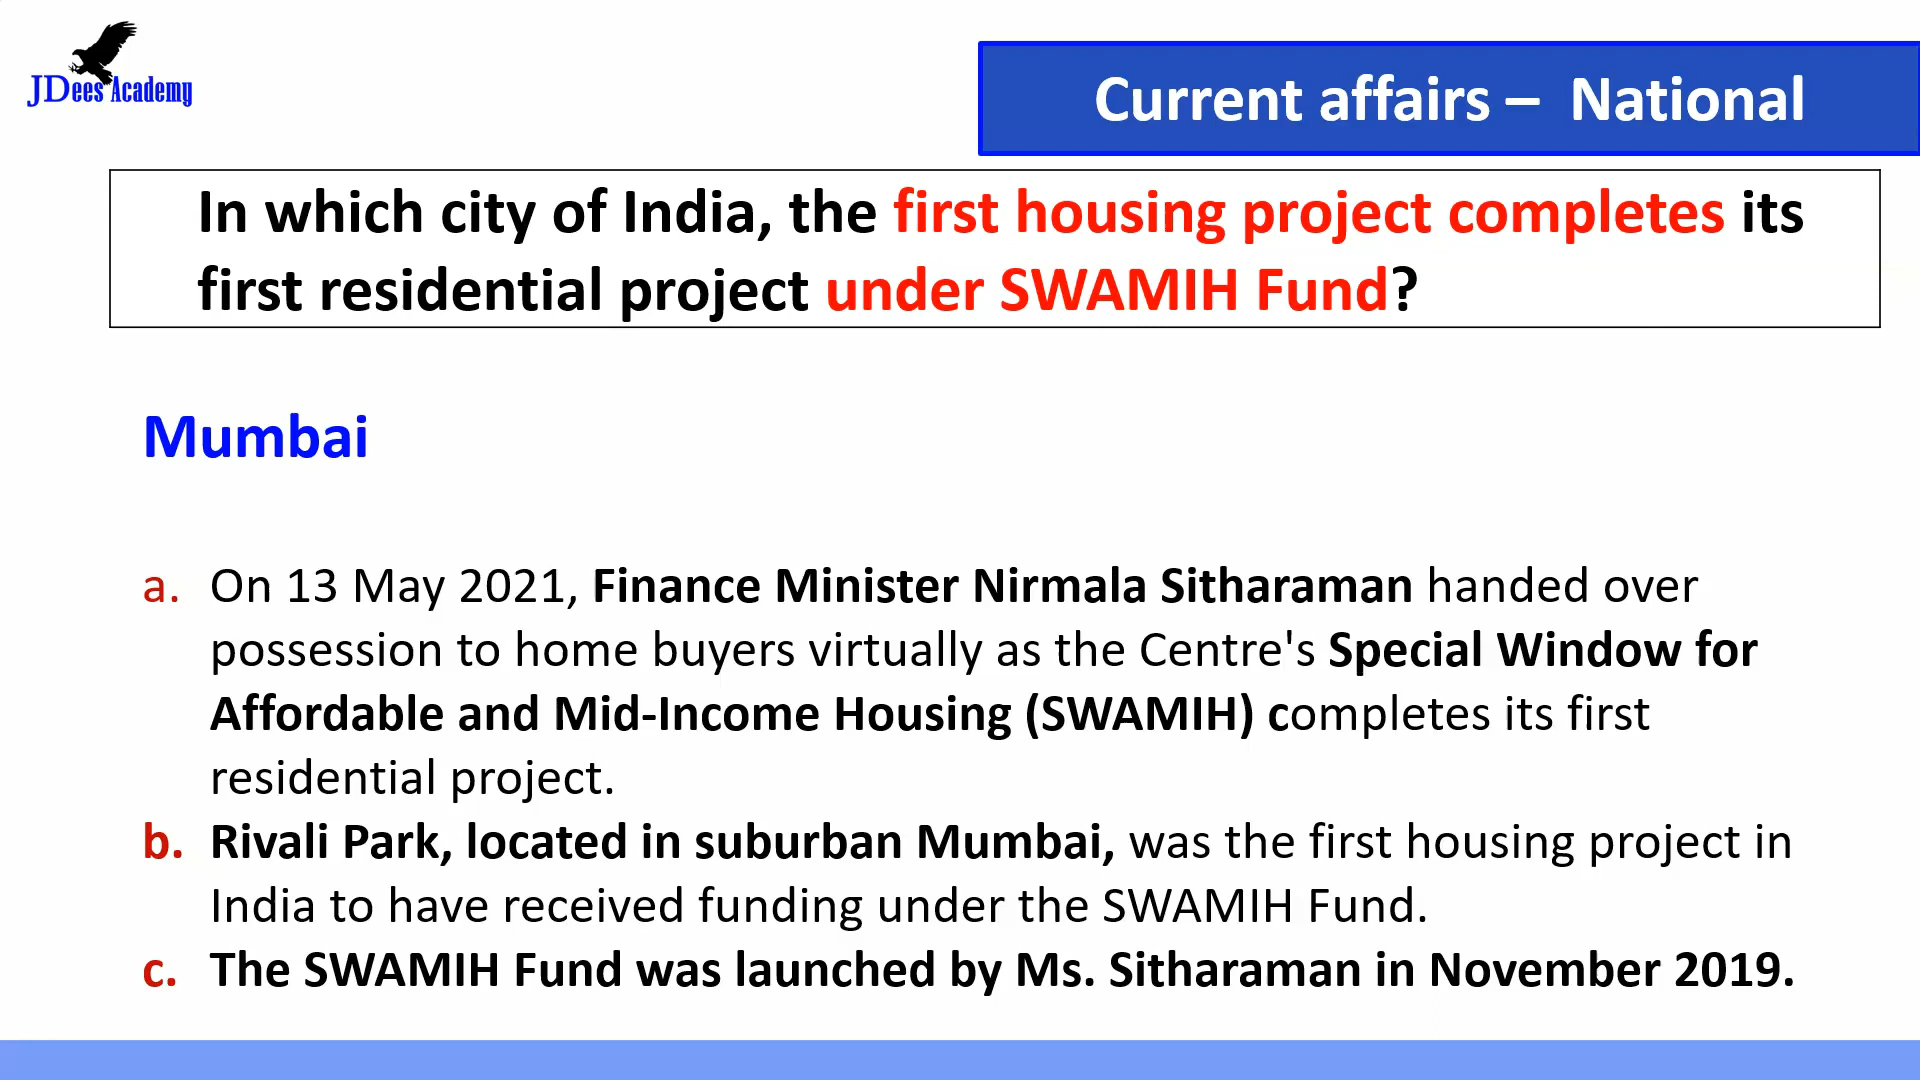 JDees Academy
Current affairs – National
In which city of India, the first housing project completes its
first residential project under SWAMIH Fund?
Mumbai
a. On 13 May 2021, Finance Minister Nirmala Sitharaman handed over
possession to home buyers virtually as the Centre's Special Window for
Affordable and Mid-Income Housing (SWAMIH) completes its first
residential project.
b. Rivali Park, located in suburban Mumbai, was the first housing project in
India to have received funding under the SWAMIH Fund.
c. The SWAMIH Fund was launched by Ms. Sitharaman in November 2019.